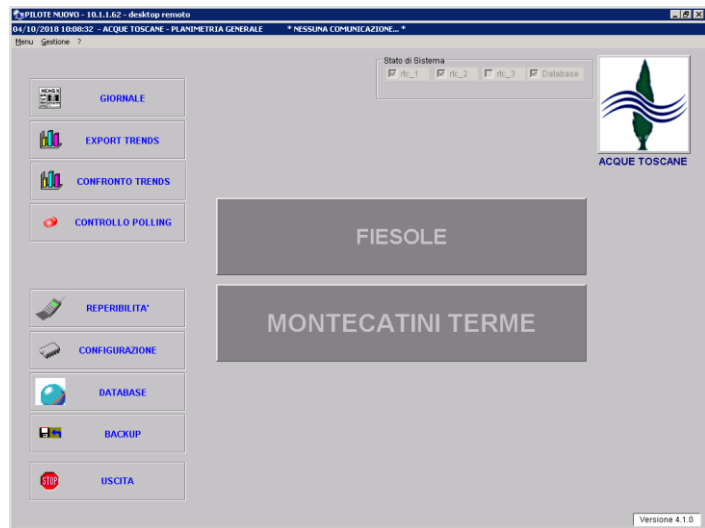 PILOTE NUOVO - 10.1.1.62 - desktop remoto
04/10/2018 10:08:32 - ACQUE TOSCANE - PLANIMETRIA GENERALE * NESSUNA COMUNICAZIONE... *
Menu Gestione ?
Stato di Sistema
rtc_1 rtc_2 rtc_3 Database
NEWS
GIORNALE
EXPORT TRENDS
CONFRONTO TRENDS
CONTROLLO POLLING
ACQUE TOSCANE
FIESOLE
MONTECATINI TERME
REPERIBILITA'
CONFIGURAZIONE
DATABASE
BACKUP
STOP
USCITA
Versione 4.1.0